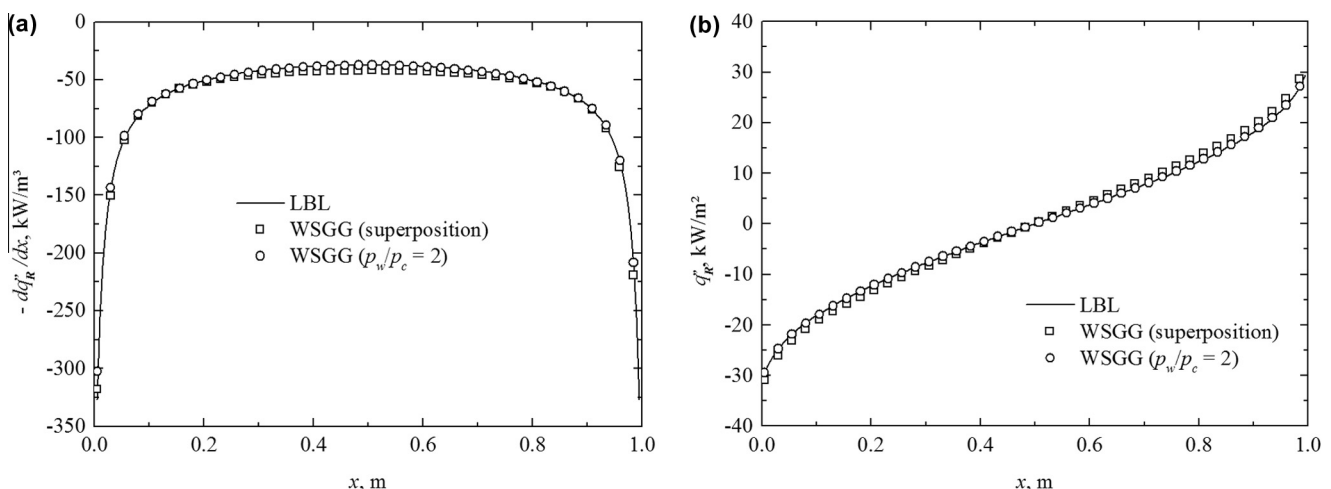 (a)
0
-50
-100
-150
-200
-250
-300
-350
- dq"R/dx, kW/m³
LBL
WSGG (superposition)
WSGG (pw/pc = 2)
0.0 0.2 0.4 0.6 0.8 1.0
x, m
(b)
40
30
20
10
0
-10
-20
-30
-40
q"R, kW/m²
LBL
WSGG (superposition)
WSGG (pw/pc = 2)
0.0 0.2 0.4 0.6 0.8 1.0
x, m